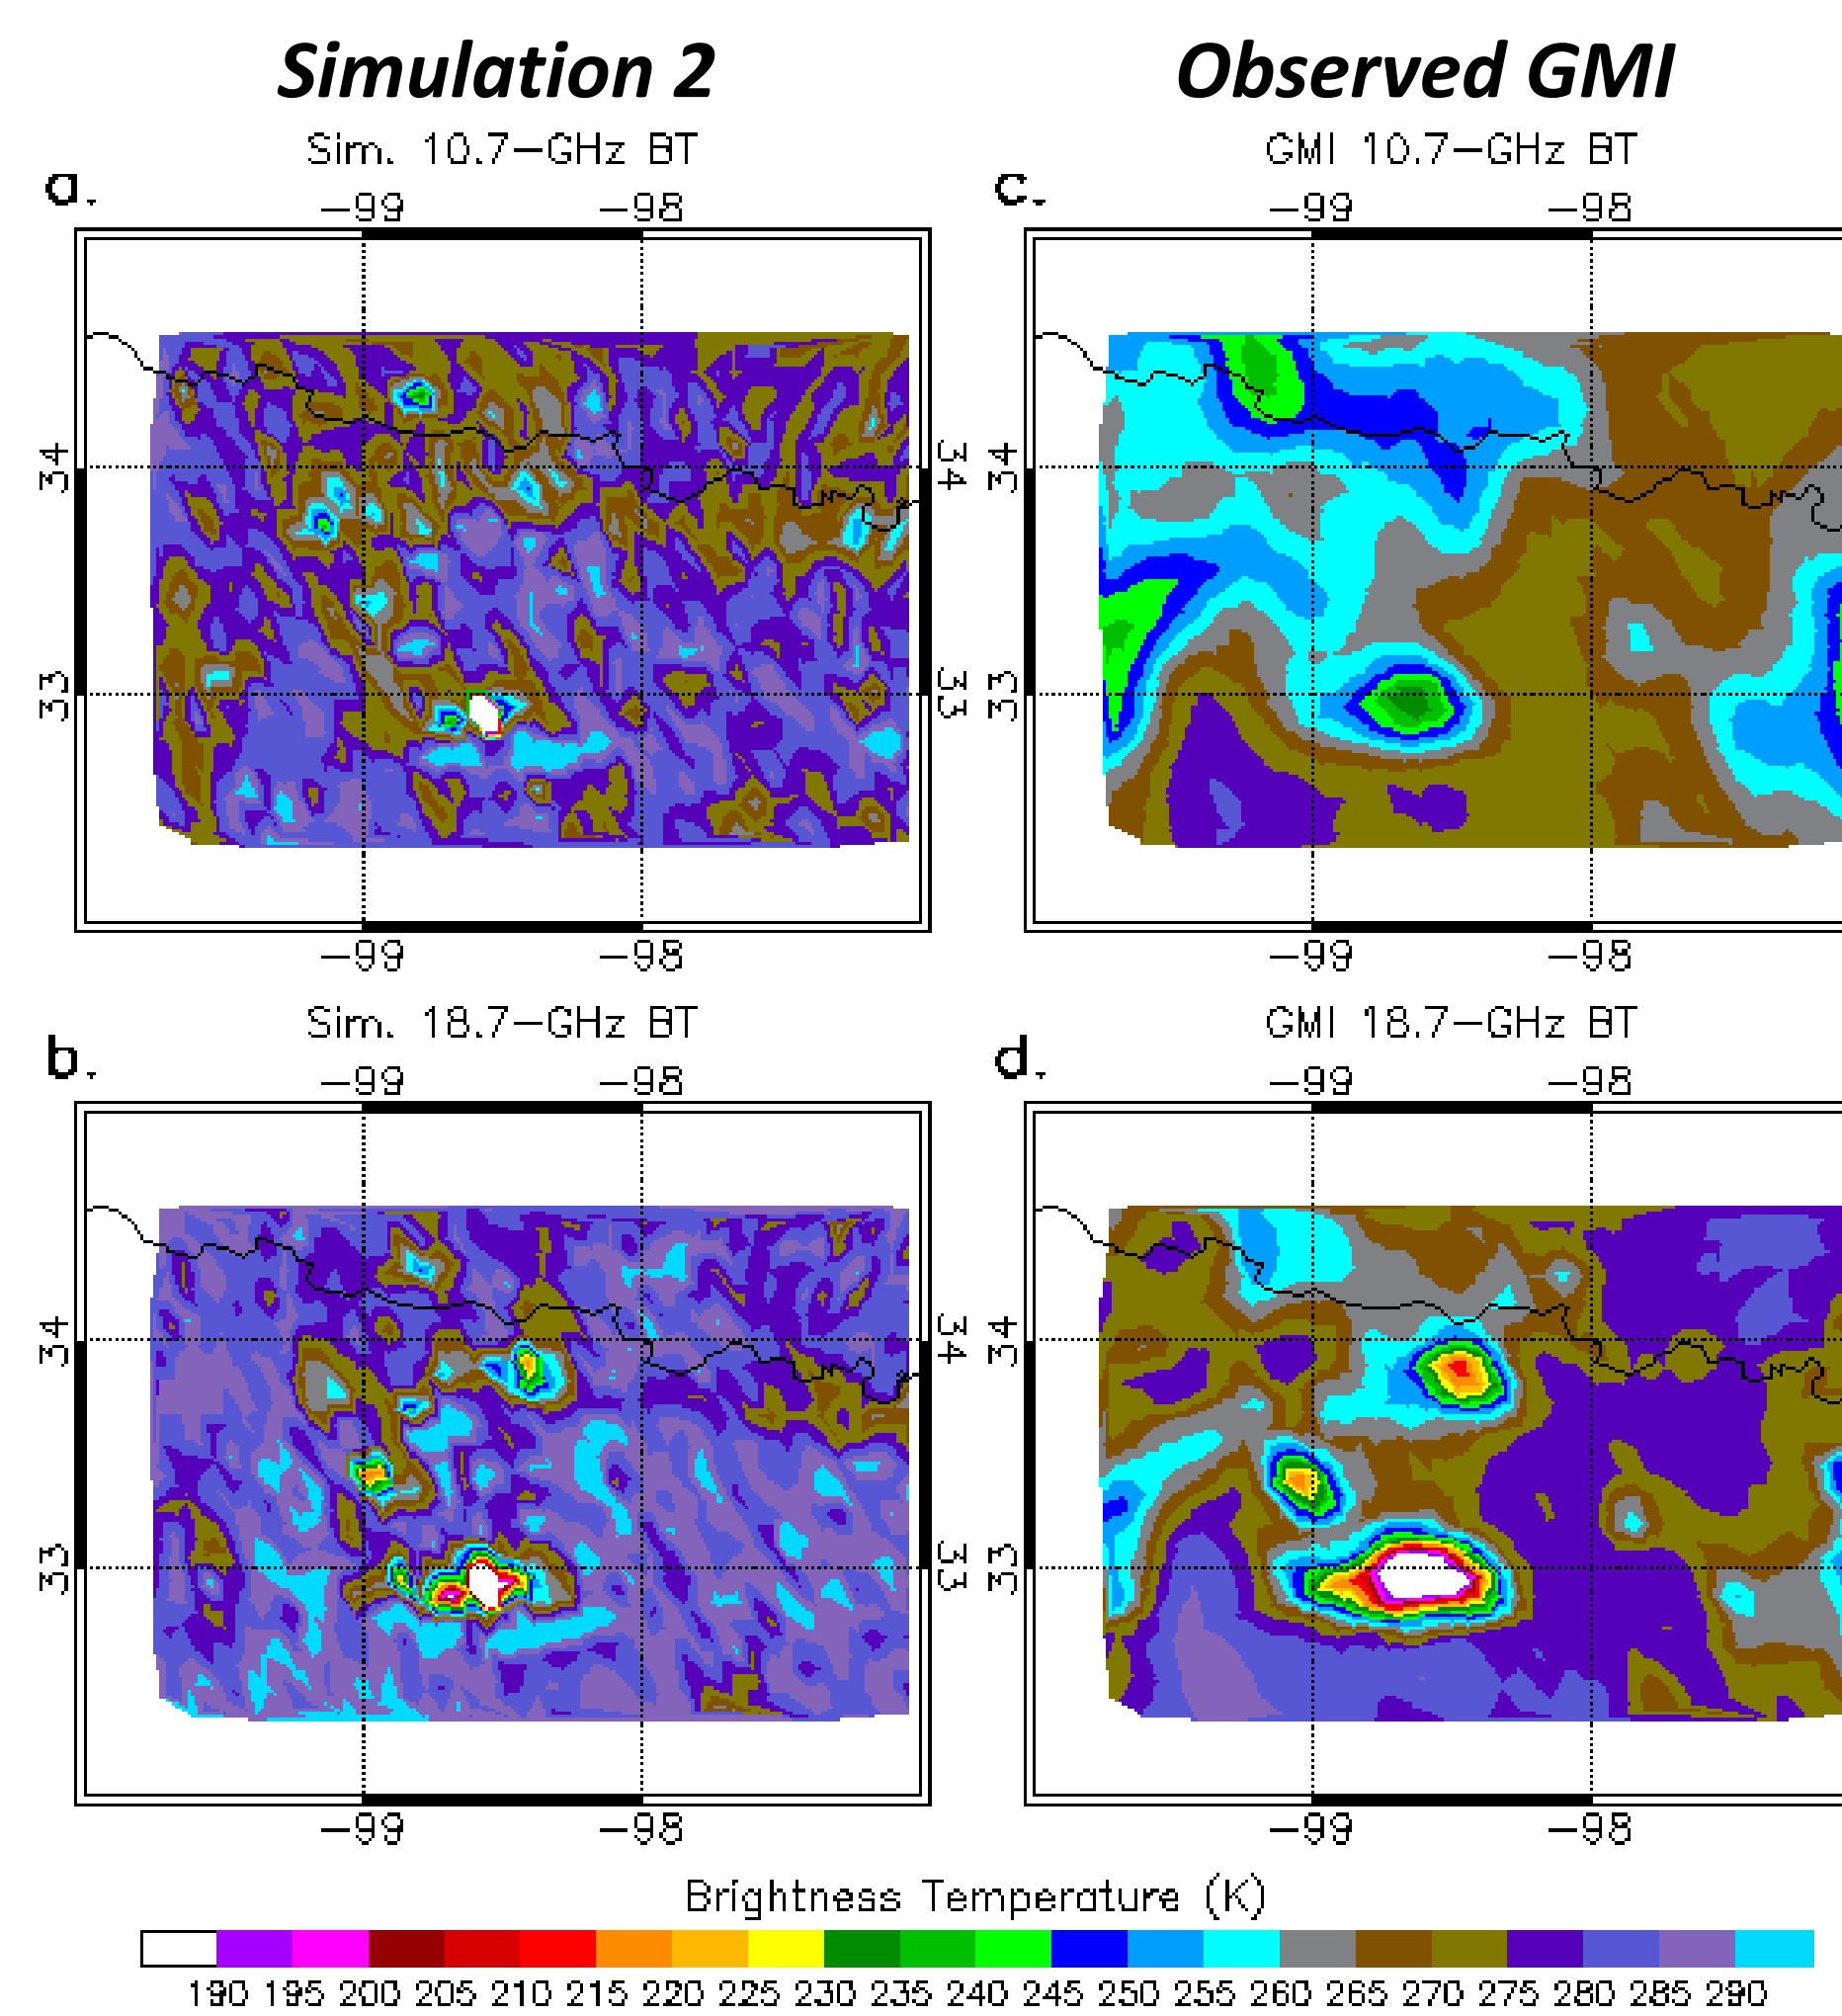 Simulation 2 Observed GMI
Sim. 10.7-GHz BT GMI 10.7-GHz BT
a. c.
-99 -98 -99 -98
34 34 34
33 33 33
-99 -98 -99 -98
Sim. 18.7-GHz BT GMI 18.7-GHz BT
b. d.
-99 -98 -99 -98
34 34 34
33 33 33
-99 -98 -99 -98
Brightness Temperature (K)
190 195 200 205 210 215 220 225 230 235 240 245 250 255 260 265 270 275 280 285 290